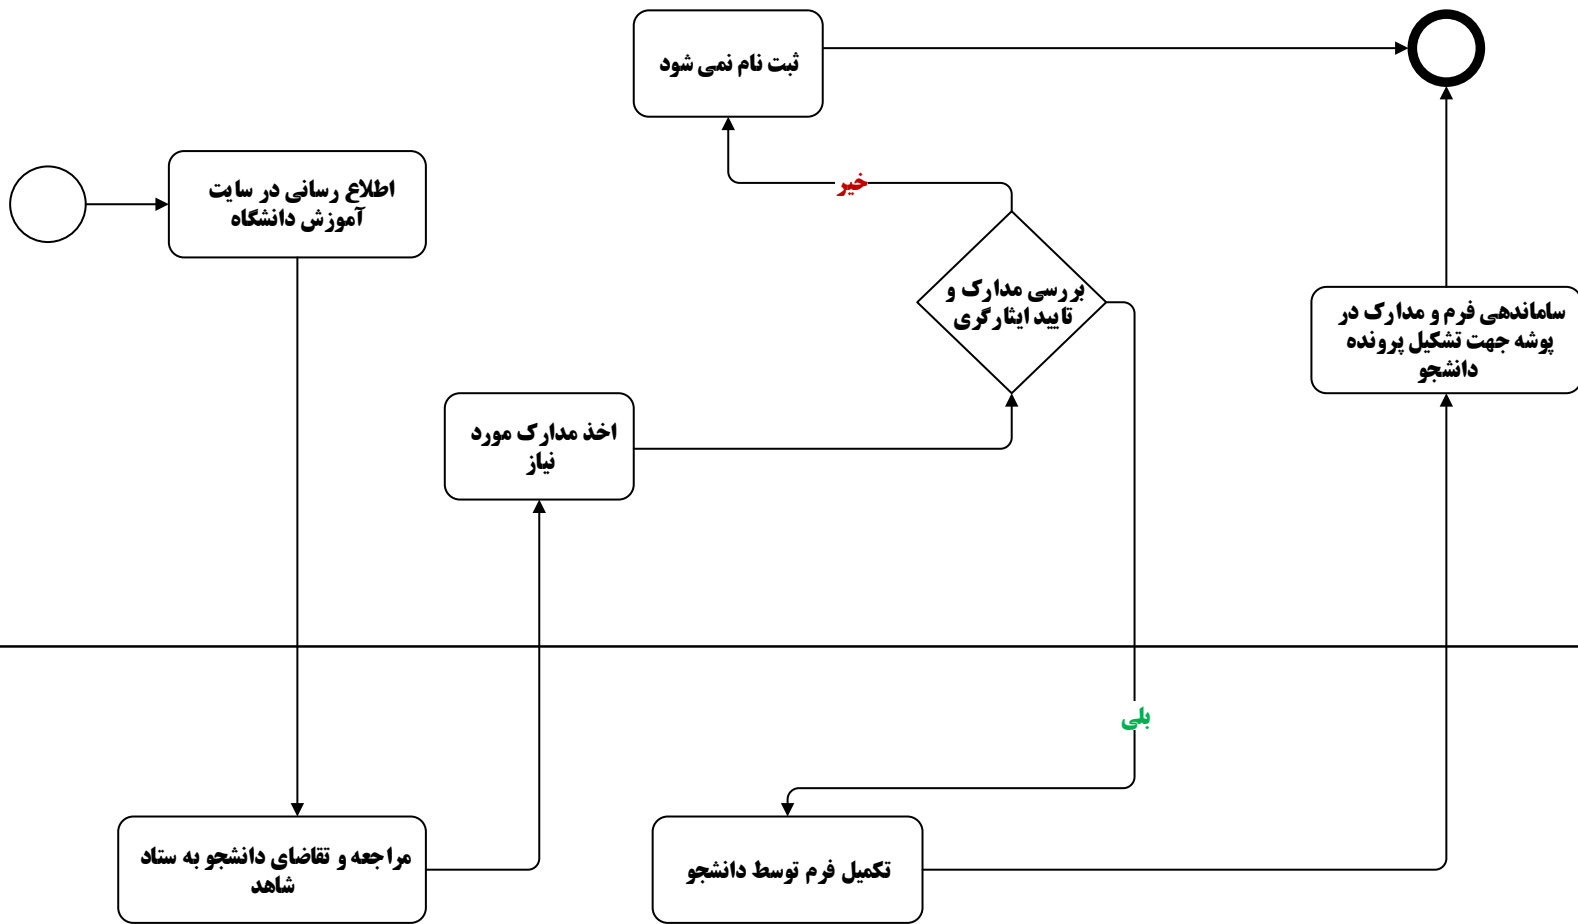 ثبت نام نمی شود
اطلاع رسانی در سایت
آموزش دانشگاه
خیر
بررسی مدارک و
تایید ایثارگری
ساماندهی فرم و مدارک در
پوشه جهت تشکیل پرونده
دانشجو
اخذ مدارک مورد
نیاز
بلی
مراجعه و تقاضای دانشجو به ستاد
شاهد
تکمیل فرم توسط دانشجو